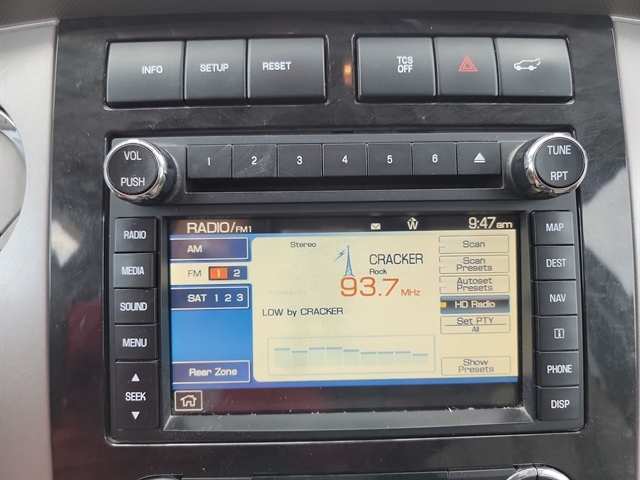 INFO SETUP RESET TCS OFF
VOL PUSH 1 2 3 4 5 6 TUNE RPT
RADIO RADIO/FM1 W 9:47am MAP
AM Stereo CRACKER Scan
Rock
MEDIA FM 1 2 93.7 MHz Scan Presets DEST
Autoset Presets
SOUND SAT 1 2 3 LOW by CRACKER HD Radio NAV
Set PTY
All
MENU i
Rear Zone Show Presets PHONE
SEEK DISP